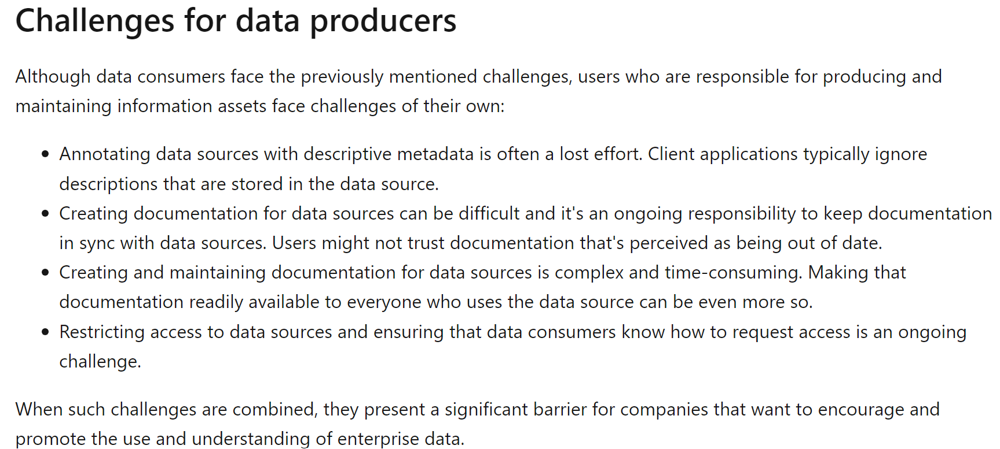 Challenges for data producers
Although data consumers face the previously mentioned challenges, users who are responsible for producing and
maintaining information assets face challenges of their own:
• Annotating data sources with descriptive metadata is often a lost effort. Client applications typically ignore
descriptions that are stored in the data source.
• Creating documentation for data sources can be difficult and it's an ongoing responsibility to keep documentation
in sync with data sources. Users might not trust documentation that's perceived as being out of date.
• Creating and maintaining documentation for data sources is complex and time-consuming. Making that
documentation readily available to everyone who uses the data source can be even more so.
• Restricting access to data sources and ensuring that data consumers know how to request access is an ongoing
challenge.
When such challenges are combined, they present a significant barrier for companies that want to encourage and
promote the use and understanding of enterprise data.